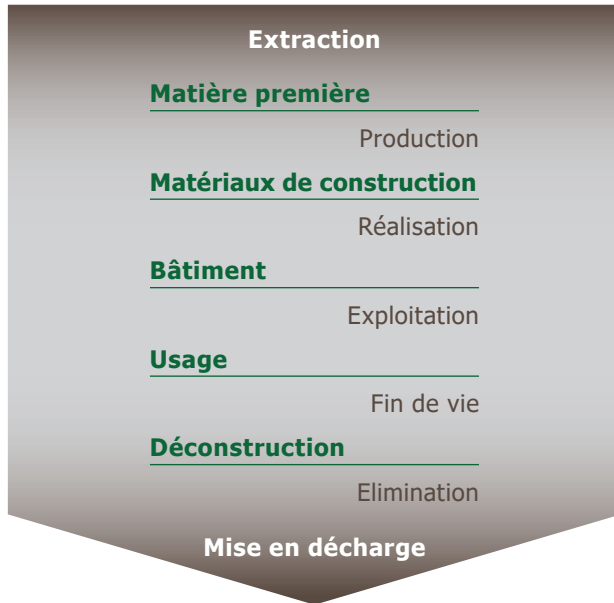 Extraction
Matière première
Production
Matériaux de construction
Réalisation
Bâtiment
Exploitation
Usage
Fin de vie
Déconstruction
Elimination
Mise en décharge